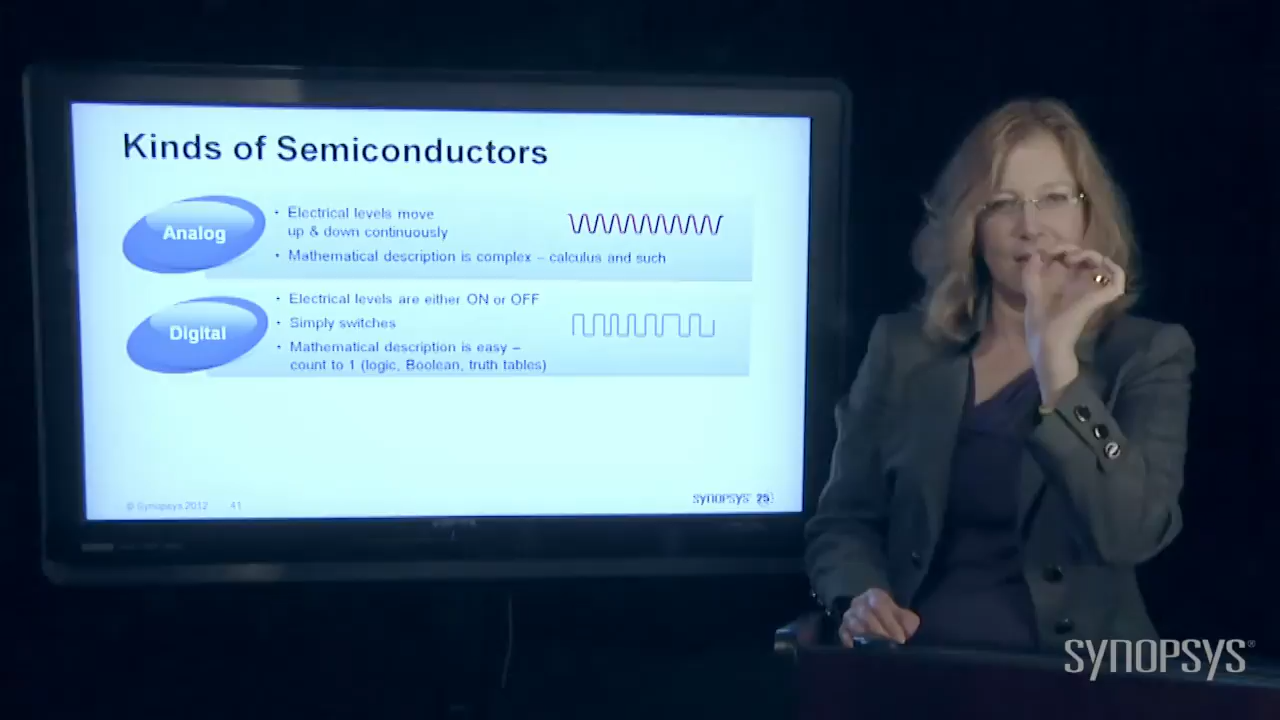 Kinds of Semiconductors
Analog
· Electrical levels move
up & down continuously
· Mathematical description is complex – calculus and such
Digital
· Electrical levels are either ON or OFF
· Simply switches
· Mathematical description is easy –
count to 1 (logic, Boolean, truth tables)
© Synopsys 2012 41
SYNOPSYS 25
SYNOPSYS®